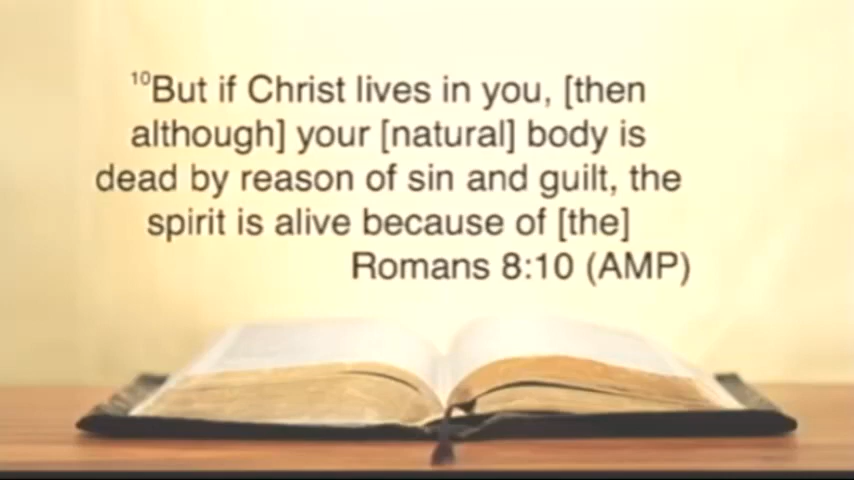 10But if Christ lives in you, [then
although] your [natural] body is
dead by reason of sin and guilt, the
spirit is alive because of [the]
Romans 8:10 (AMP)